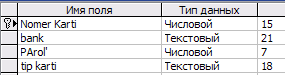 Имя поля Тип данных
Nomer Karti Числовой 15
bank Текстовый 21
PArol' Числовой 7
tip karti Текстовый 18